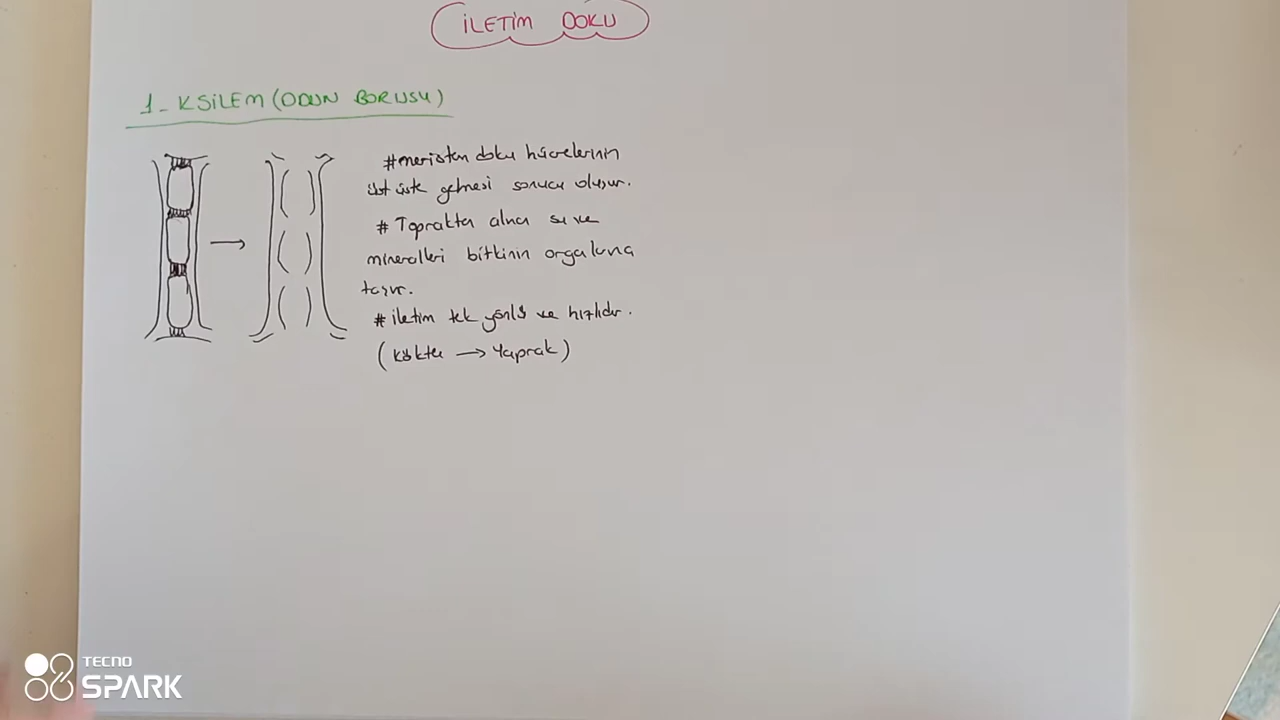 İLETİM DOKU
1- KSİLEM (ODUN BORUSU)
#meristem doku hücrelerinin
üst üste gelmesi sonucu oluşur.
# Topraktan alınan su ve
mineralleri bitkinin organlarına
taşır.
# iletim tek yönlü ve hızlıdır.
(Kökten → Yaprak)
TECNO
SPARK